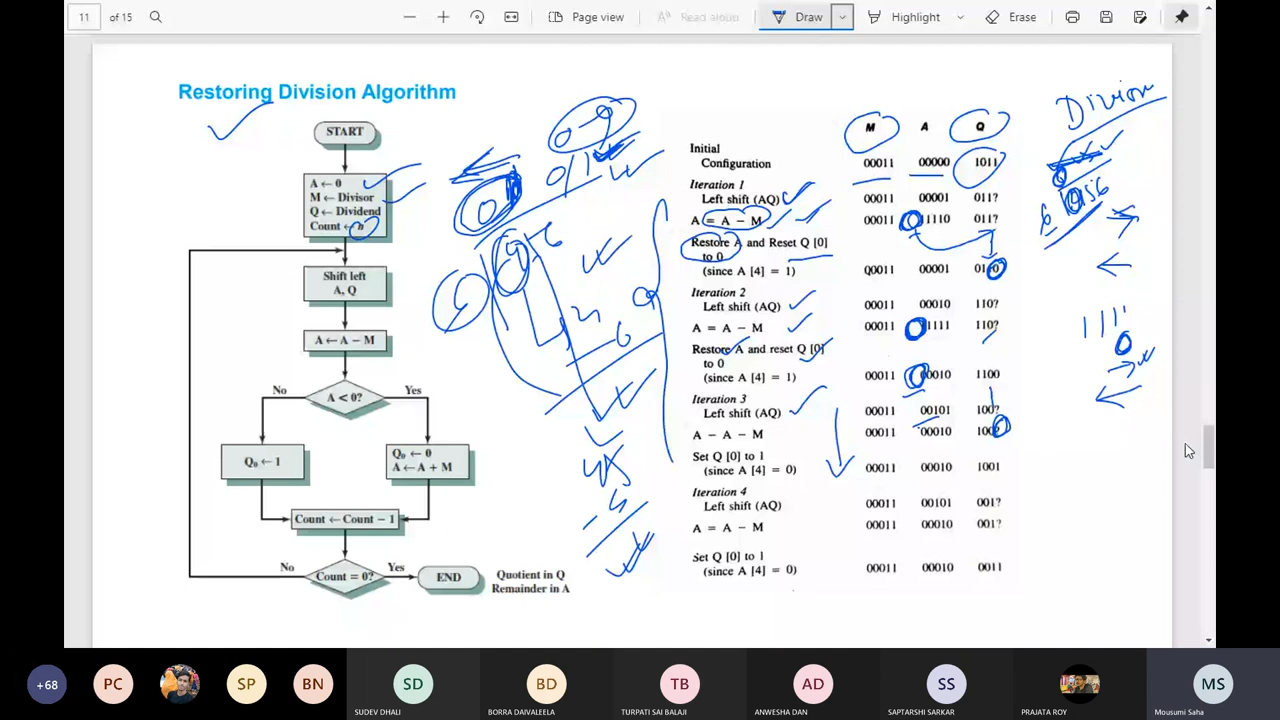 11 of 15
Page view
Read aloud
Draw
Highlight
Erase
Restoring Division Algorithm
START
A ← 0
M ← Divisor
Q ← Dividend
Count ← n
Shift left
A, Q
A ← A − M
No
A < 0?
Yes
Q₀ ← 1
Q₀ ← 0
A ← A + M
Count ← Count − 1
No
Count = 0?
Yes
END
Quotient in Q
Remainder in A
M A Q
Initial
Configuration 00011 00000 1011
Iteration 1
Left shift (AQ) 00011 00001 011?
A = A − M 00011 11110 011?
Restore A and Reset Q [0]
to 0
(since A [4] = 1) 00011 00001 0110
Iteration 2
Left shift (AQ) 00011 00010 110?
A = A − M 00011 1111 110?
Restore A and reset Q [0]
to 0
(since A [4] = 1) 00011 00010 1100
Iteration 3
Left shift (AQ) 00011 00101 100?
A − A − M 00011 00010 100?
Set Q [0] to 1
(since A [4] = 0) 00011 00010 1001
Iteration 4
Left shift (AQ) 00011 00101 001?
A = A − M 00011 00010 001?
Set Q [0] to 1
(since A [4] = 0) 00011 00010 0011
Division
+68
PC
SP
BN
SD
SUDEV DHALI
BD
BORRA DAIVALEELA
TB
TURPATI SAI BALAJI
AD
ANWESHA DAN
SS
SAPTARSHI SARKAR
PRAJATA ROY
MS
Mousumi Saha